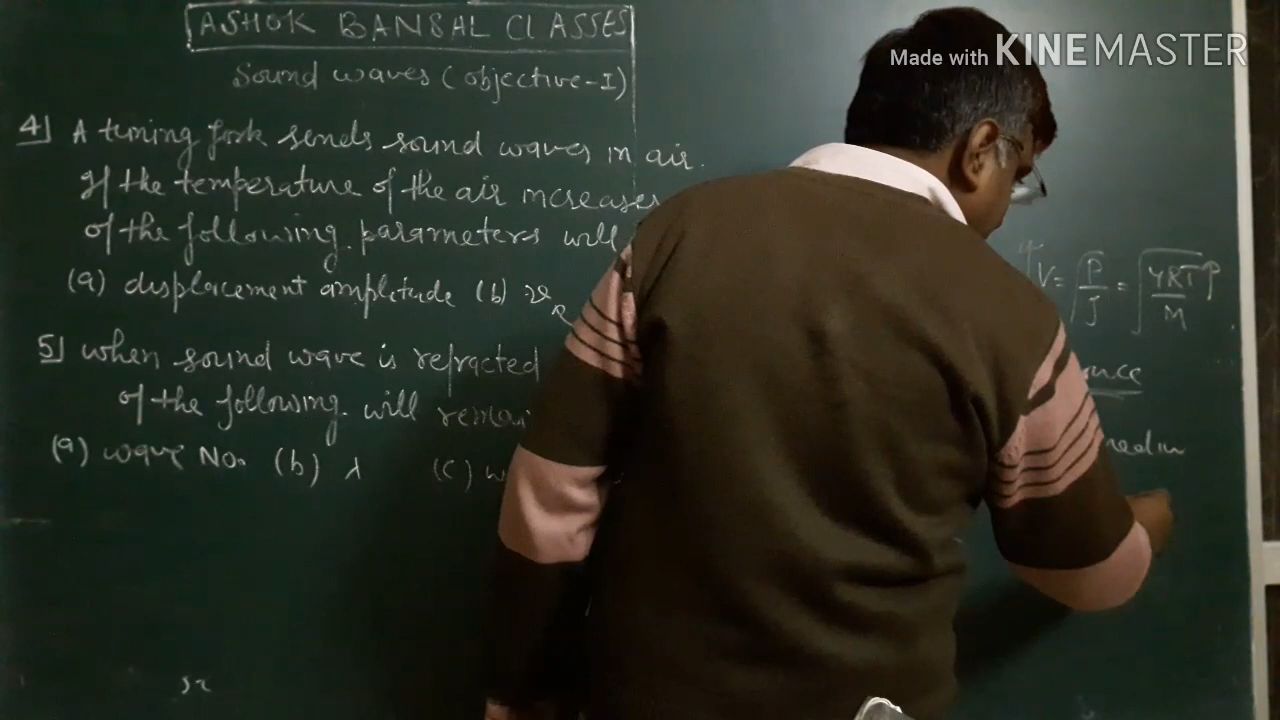 ASHOK BANSAL CLASSES
Made with KINEMASTER
Sound waves (objective-I)
4] A tuning fork sends sound waves in air.
If the temperature of the air increases
of the following parameters will
(a) displacement amplitude (b)
V = √P/ρ = √γRT/M ↑
5] when sound wave is refracted
of the following will remai
(a) wave No. (b) λ (c) w